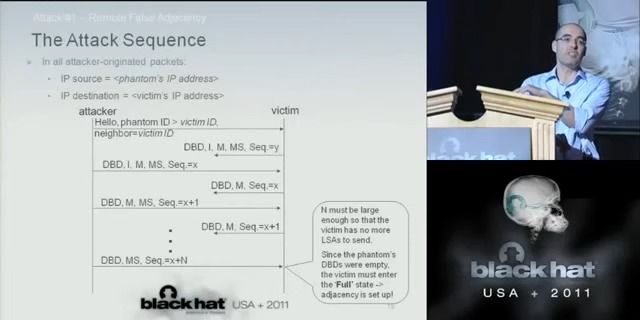 Attack #1 – Remote False Adjacency
The Attack Sequence
» In all attacker-originated packets:
• IP source = <phantom's IP address>
• IP destination = <victim's IP address>
attacker victim
Hello, phantom ID > victim ID,
neighbor=victim ID
DBD, I, M, MS, Seq.=y
DBD, I, M, MS, Seq.=x
DBD, M, Seq.=x
DBD, M, MS, Seq.=x+1
DBD, M, Seq.=x+1
DBD, MS, Seq.=x+N
N must be large
enough so that the
victim has no more
LSAs to send.
Since the phantom's
DBDs were empty,
the victim must enter
the 'Full' state ->
adjacency is set up!
black hat USA + 2011
black hat
black hat
USA + 2011